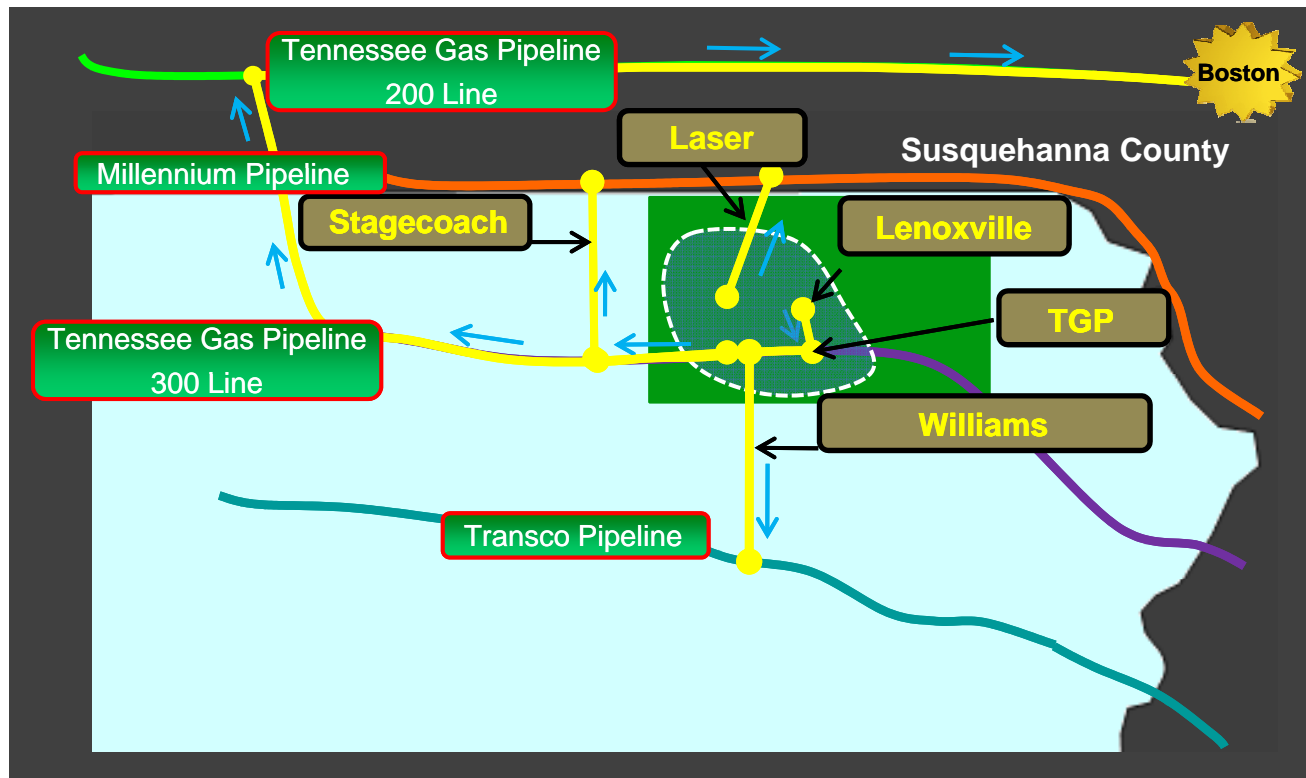 Tennessee Gas Pipeline
200 Line
Boston
Laser
Susquehanna County
Millennium Pipeline
Stagecoach
Lenoxville
TGP
Tennessee Gas Pipeline
300 Line
Williams
Transco Pipeline